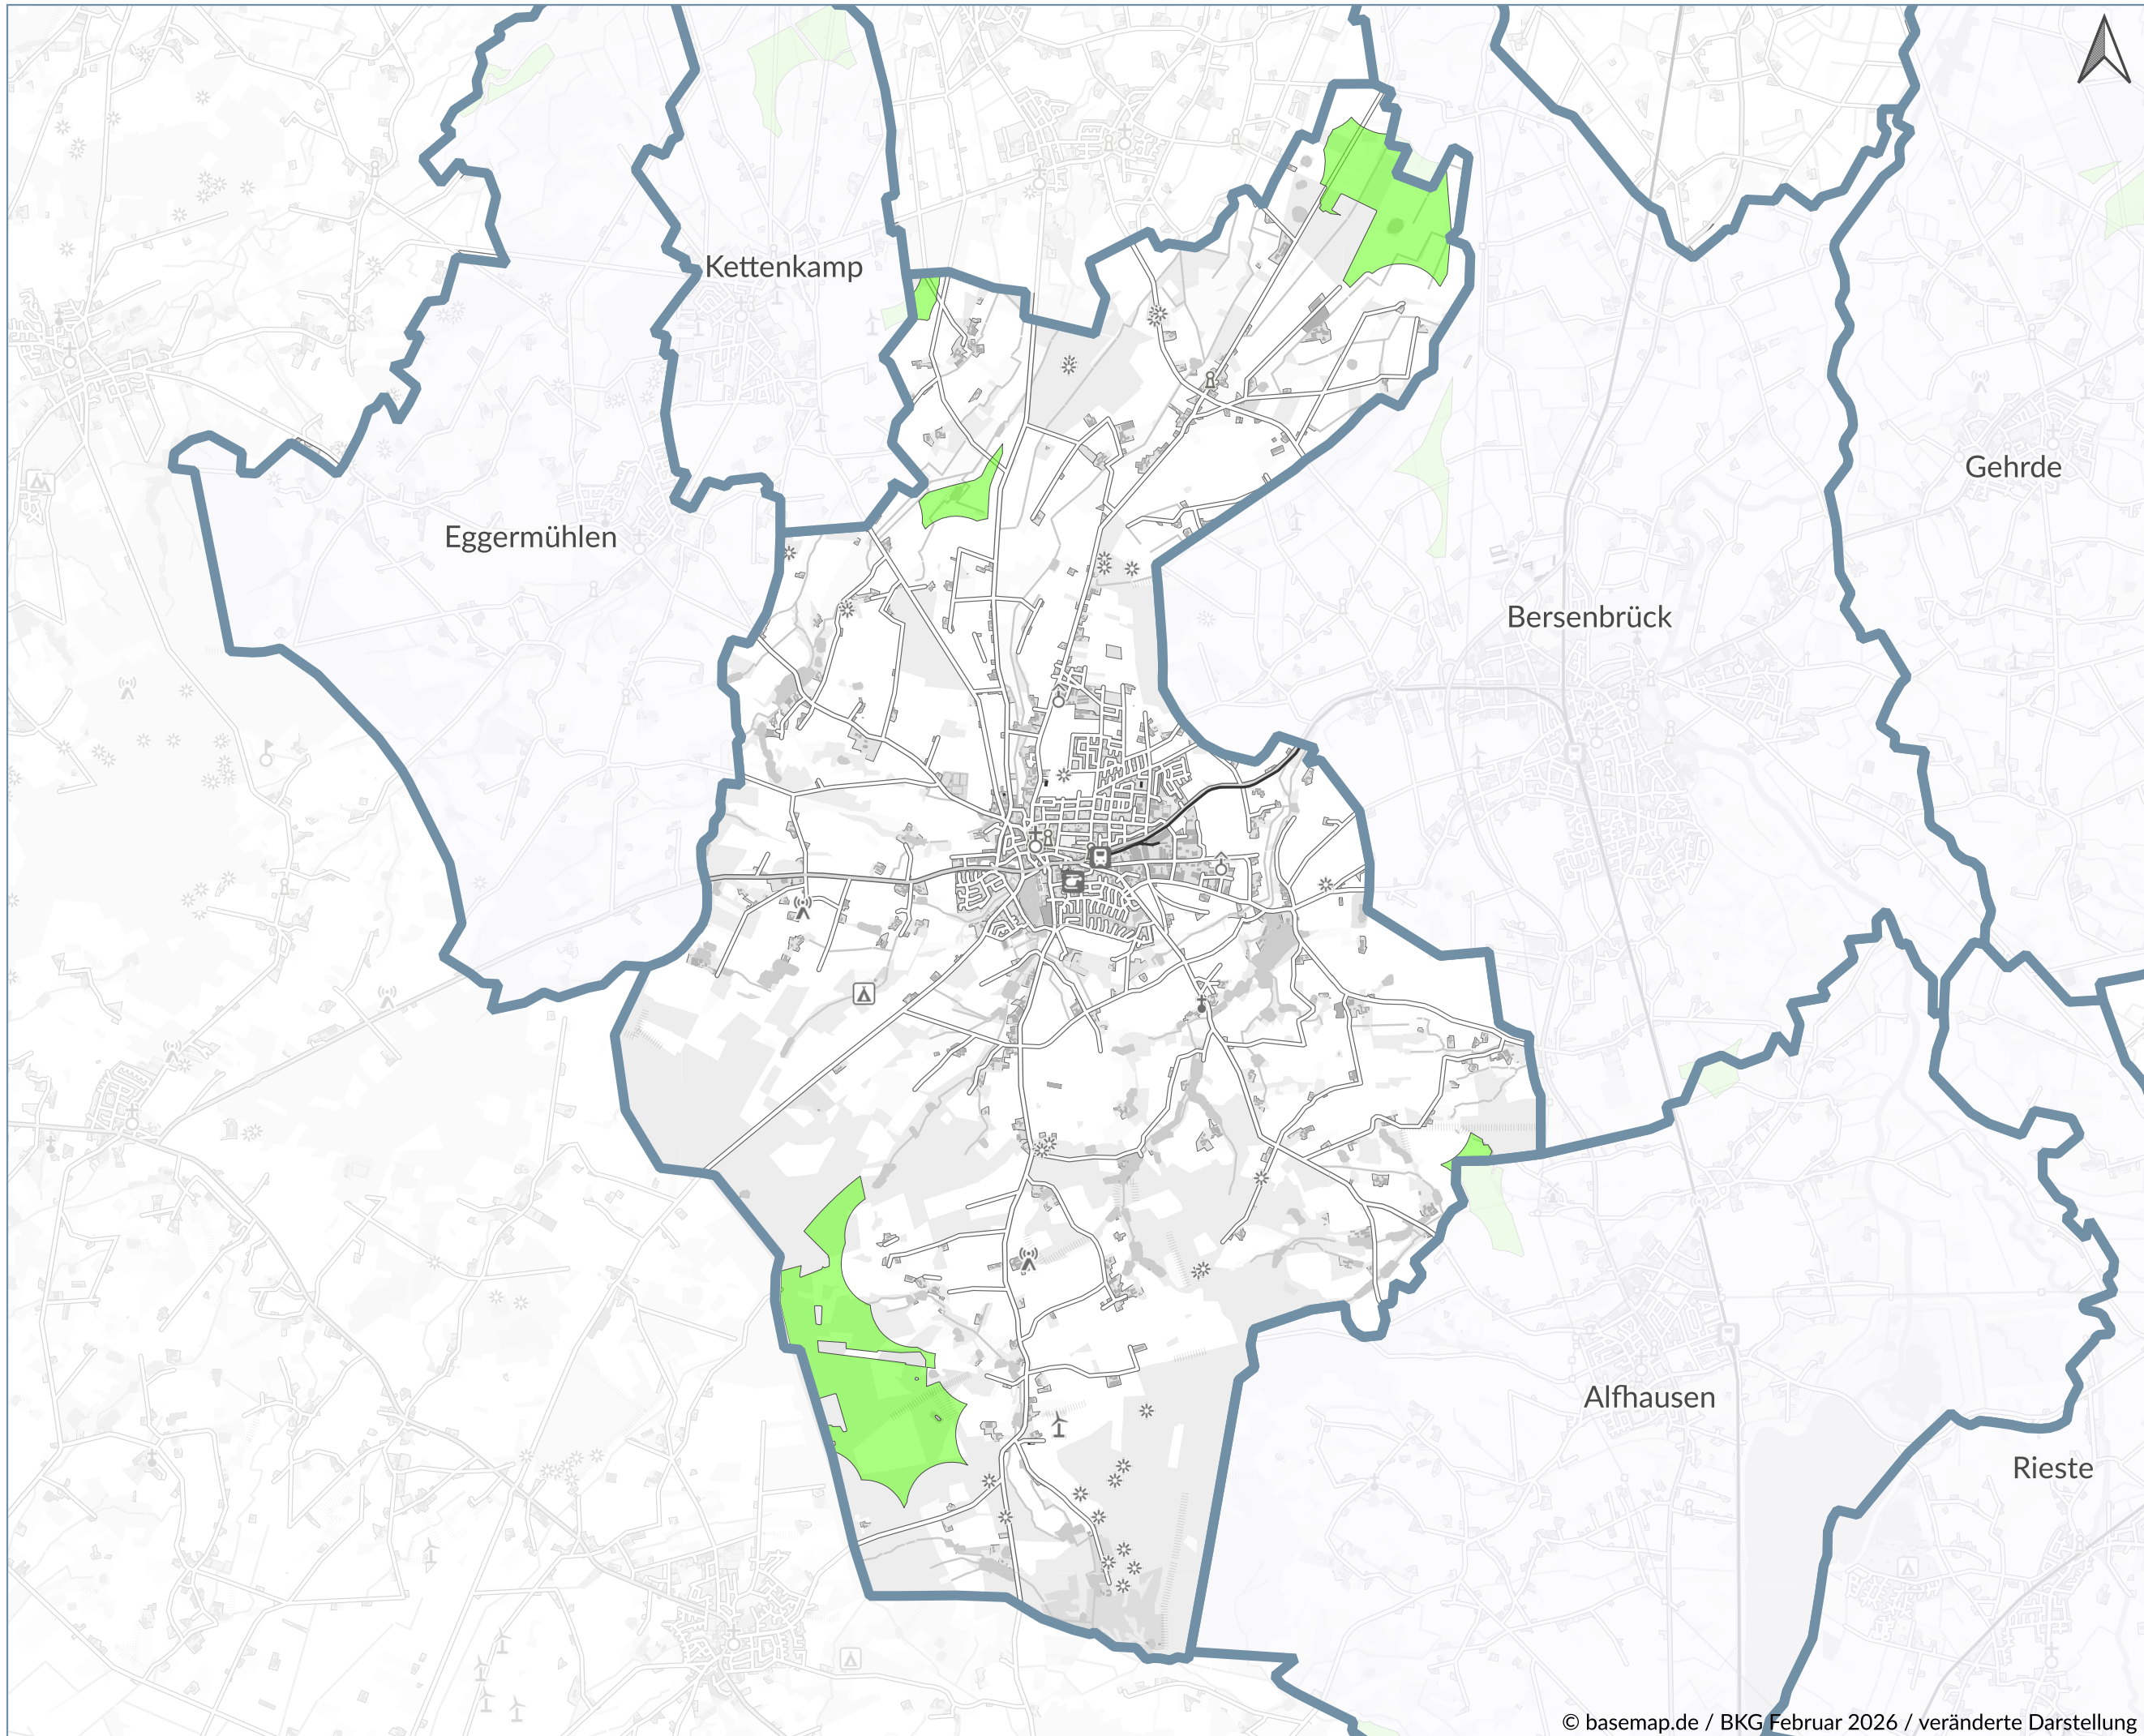 Kettenkamp
Gehrde
Eggermühlen
Bersenbrück
Alfhausen
Rieste
© basemap.de / BKG Februar 2026 / veränderte Darstellung